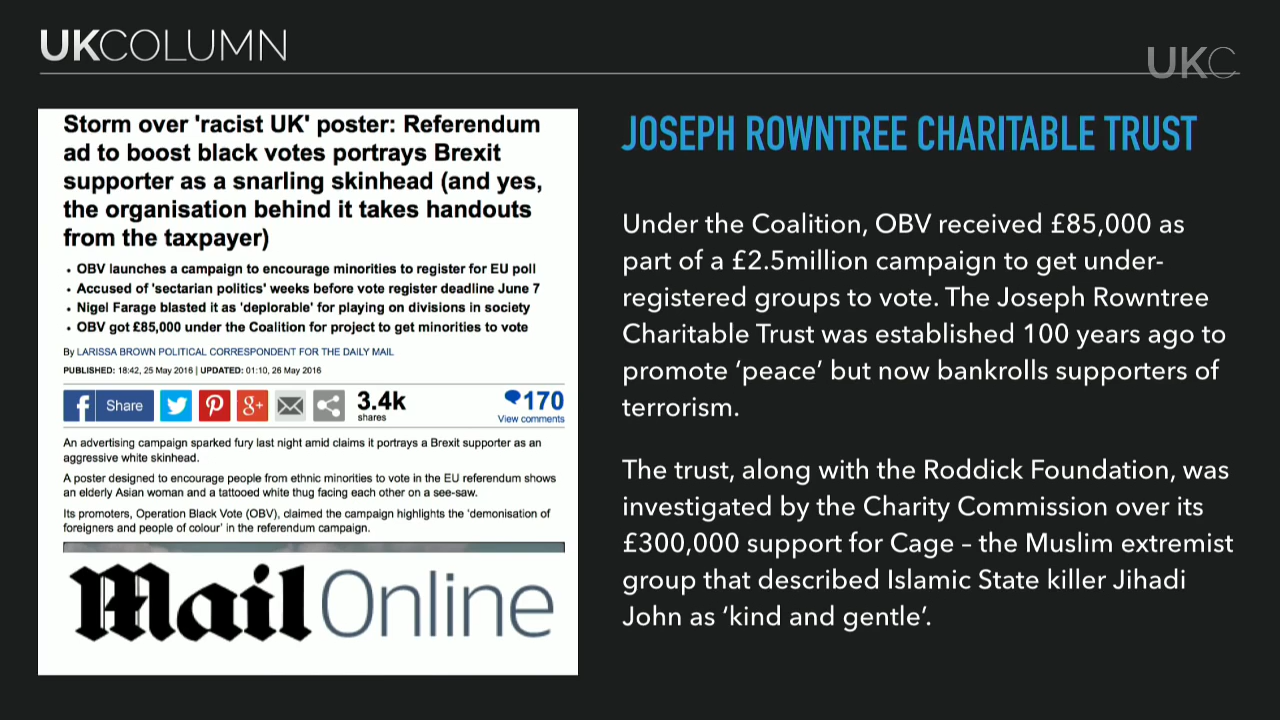 UKCOLUMN
UKC
Storm over 'racist UK' poster: Referendum
ad to boost black votes portrays Brexit
supporter as a snarling skinhead (and yes,
the organisation behind it takes handouts
from the taxpayer)
• OBV launches a campaign to encourage minorities to register for EU poll
• Accused of 'sectarian politics' weeks before vote register deadline June 7
• Nigel Farage blasted it as 'deplorable' for playing on divisions in society
• OBV got £85,000 under the Coalition for project to get minorities to vote
By LARISSA BROWN POLITICAL CORRESPONDENT FOR THE DAILY MAIL
PUBLISHED: 18:42, 25 May 2016 | UPDATED: 01:10, 26 May 2016
Share
3.4k
shares
170
View comments
An advertising campaign sparked fury last night amid claims it portrays a Brexit supporter as an
aggressive white skinhead.
A poster designed to encourage people from ethnic minorities to vote in the EU referendum shows
an elderly Asian woman and a tattooed white thug facing each other on a see-saw.
Its promoters, Operation Black Vote (OBV), claimed the campaign highlights the 'demonisation of
foreigners and people of colour' in the referendum campaign.
Mail Online
JOSEPH ROWNTREE CHARITABLE TRUST
Under the Coalition, OBV received £85,000 as
part of a £2.5million campaign to get under-
registered groups to vote. The Joseph Rowntree
Charitable Trust was established 100 years ago to
promote ‘peace’ but now bankrolls supporters of
terrorism.
The trust, along with the Roddick Foundation, was
investigated by the Charity Commission over its
£300,000 support for Cage – the Muslim extremist
group that described Islamic State killer Jihadi
John as ‘kind and gentle’.